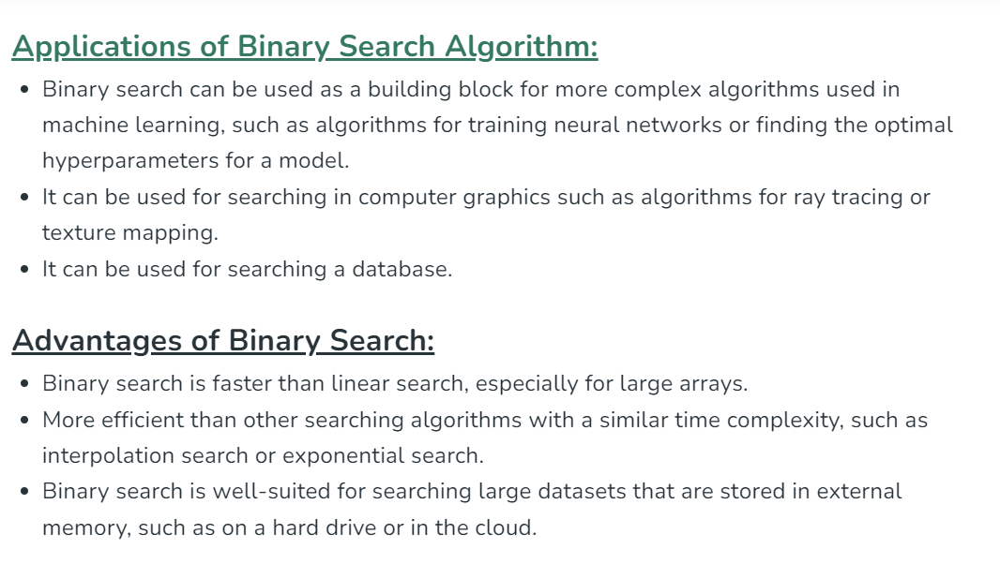 Applications of Binary Search Algorithm:
• Binary search can be used as a building block for more complex algorithms used in
machine learning, such as algorithms for training neural networks or finding the optimal
hyperparameters for a model.
• It can be used for searching in computer graphics such as algorithms for ray tracing or
texture mapping.
• It can be used for searching a database.
Advantages of Binary Search:
• Binary search is faster than linear search, especially for large arrays.
• More efficient than other searching algorithms with a similar time complexity, such as
interpolation search or exponential search.
• Binary search is well-suited for searching large datasets that are stored in external
memory, such as on a hard drive or in the cloud.